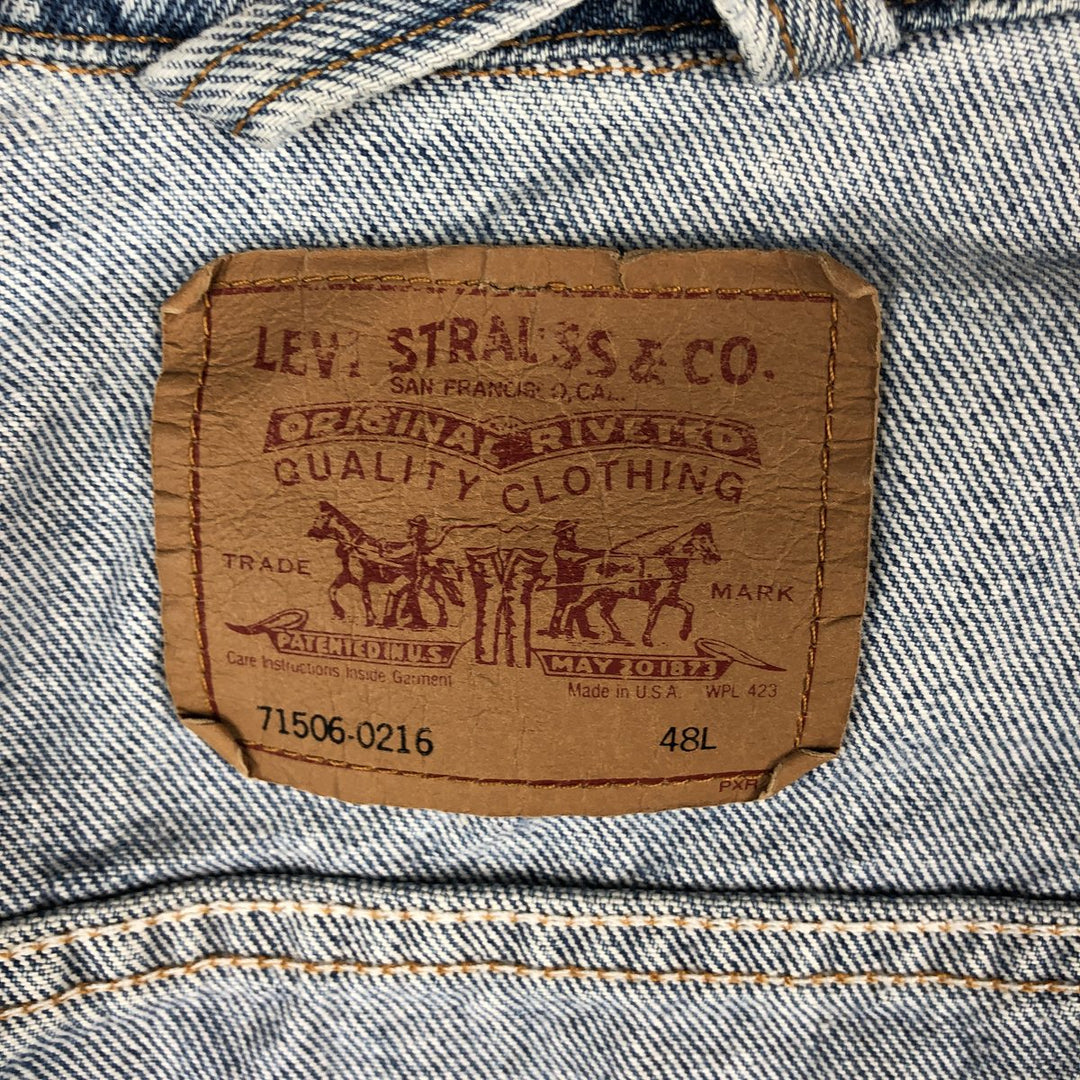 LEVI STRAUSS & CO.
SAN FRANCISCO, CAL.
ORIGINAL RIVETED
QUALITY CLOTHING
TRADE MARK
PATENTED IN U.S. MAY 20 1873
Care Instructions Inside Garment Made in U.S.A. WPL 423
71506-0216 48L